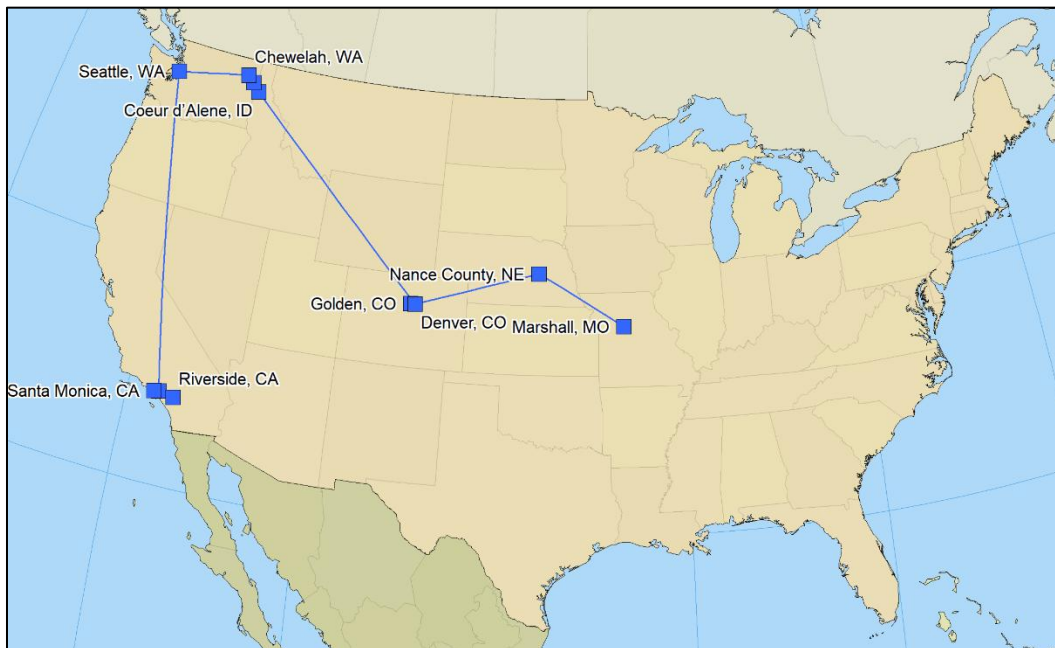 Chewelah, WA
Seattle, WA
Coeur d'Alene, ID
Nance County, NE
Golden, CO
Denver, CO
Marshall, MO
Riverside, CA
Santa Monica, CA